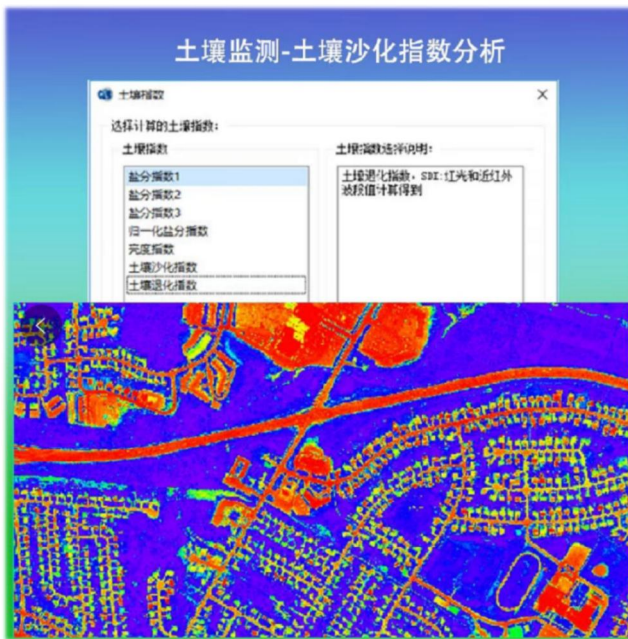 土壤监测-土壤沙化指数分析
土壤指数
选择计算的土壤指数：
土壤指数
盐分指数1
盐分指数2
盐分指数3
归一化盐分指数
亮度指数
土壤沙化指数
土壤退化指数
土壤指数选择说明：
土壤退化指数，SDI:红光和近红外
波段值计算得到